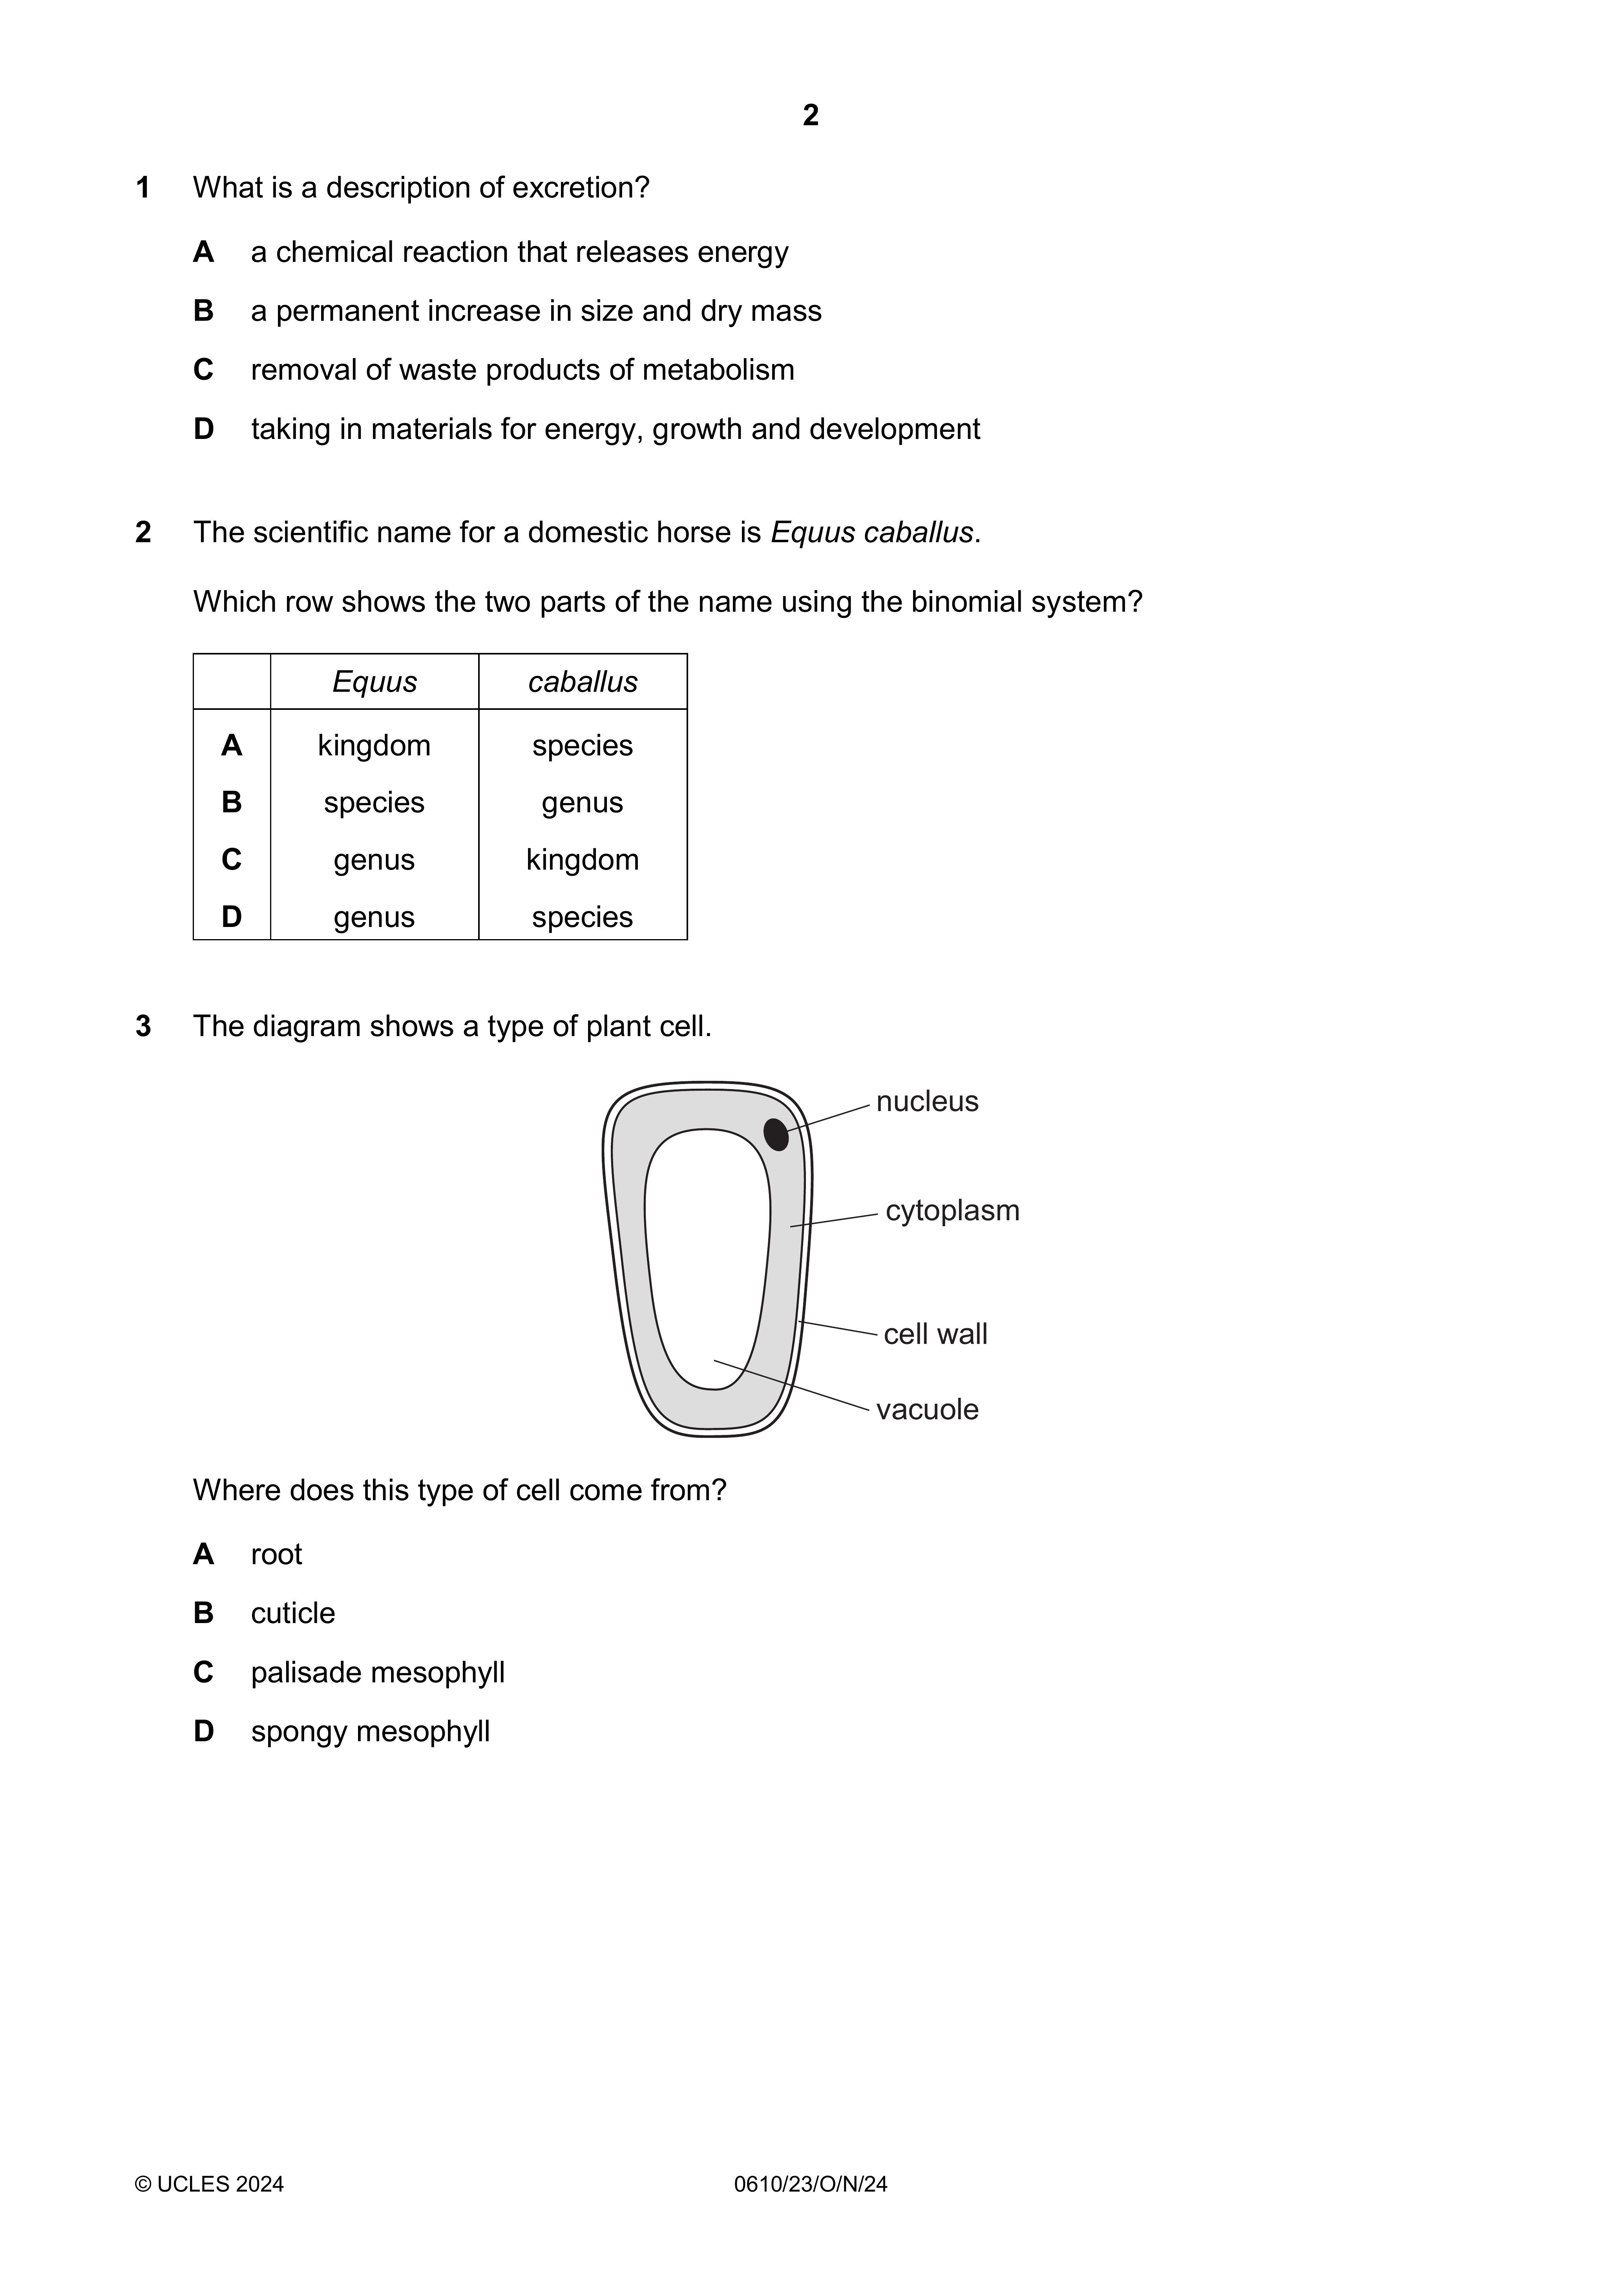 2
1 What is a description of excretion?
A a chemical reaction that releases energy
B a permanent increase in size and dry mass
C removal of waste products of metabolism
D taking in materials for energy, growth and development
2 The scientific name for a domestic horse is Equus caballus.
Which row shows the two parts of the name using the binomial system?
Equus caballus
A kingdom species
B species genus
C genus kingdom
D genus species
3 The diagram shows a type of plant cell.
nucleus
cytoplasm
cell wall
vacuole
Where does this type of cell come from?
A root
B cuticle
C palisade mesophyll
D spongy mesophyll
© UCLES 2024 0610/23/O/N/24